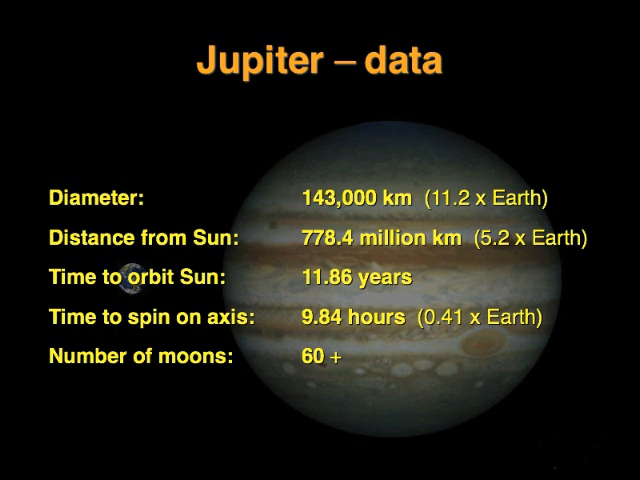 Jupiter – data
Diameter: 143,000 km (11.2 x Earth)
Distance from Sun: 778.4 million km (5.2 x Earth)
Time to orbit Sun: 11.86 years
Time to spin on axis: 9.84 hours (0.41 x Earth)
Number of moons: 60 +